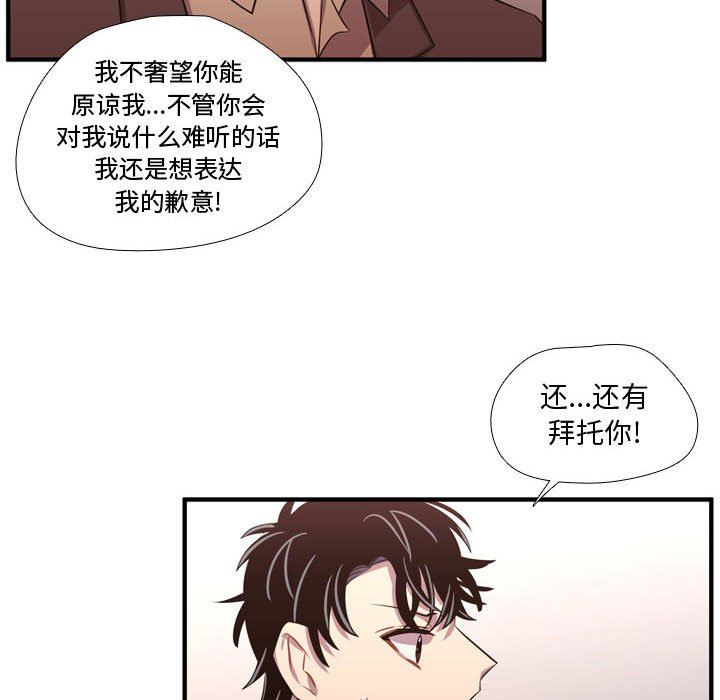 我不奢望你能
原谅我...不管你会
对我说什么难听的话
我还是想表达
我的歉意!
还...还有
拜托你!